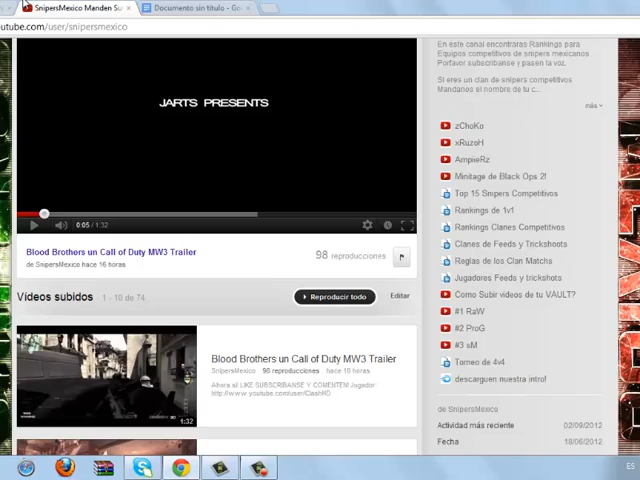 SnipersMexico Manden Su
Documento sin título - Go
outube.com/user/snipersmexico
JARTS PRESENTS
0:05 / 1:32
Blood Brothers un Call of Duty MW3 Trailer
98 reproducciones
de SnipersMexico hace 16 horas
Vídeos subidos 1 - 10 de 74
Reproducir todo
Editar
Blood Brothers un Call of Duty MW3 Trailer
SnipersMexico 98 reproducciones hace 16 horas
Ahora si! LIKE SUSCRIBANSE Y COMENTEN! Jugador:
http://www.youtube.com/user/ClashHD
1:32
En este canal encontraras Rankings para
Equipos competitivos de snipers mexicanos
Porfavor subscribanse y pasen la voz.
Si eres un clan de snipers competitivos
Mandanos el nombre de tu c...
más
zChoKo
xRuzoH
AmpiieRz
Minitage de Black Ops 2!
Top 15 Snipers Competitivos
Rankings de 1v1
Rankings Clanes Competitivos
Clanes de Feeds y Trickshots
Reglas de los Clan Matchs
Jugadores Feeds y trickshots
Como Subir videos de tu VAULT?
#1 RaW
#2 ProG
#3 sM
Torneo de 4v4
descarguen nuestra intro!
de SnipersMexico
Actividad más reciente 02/09/2012
Fecha 18/06/2012
ES